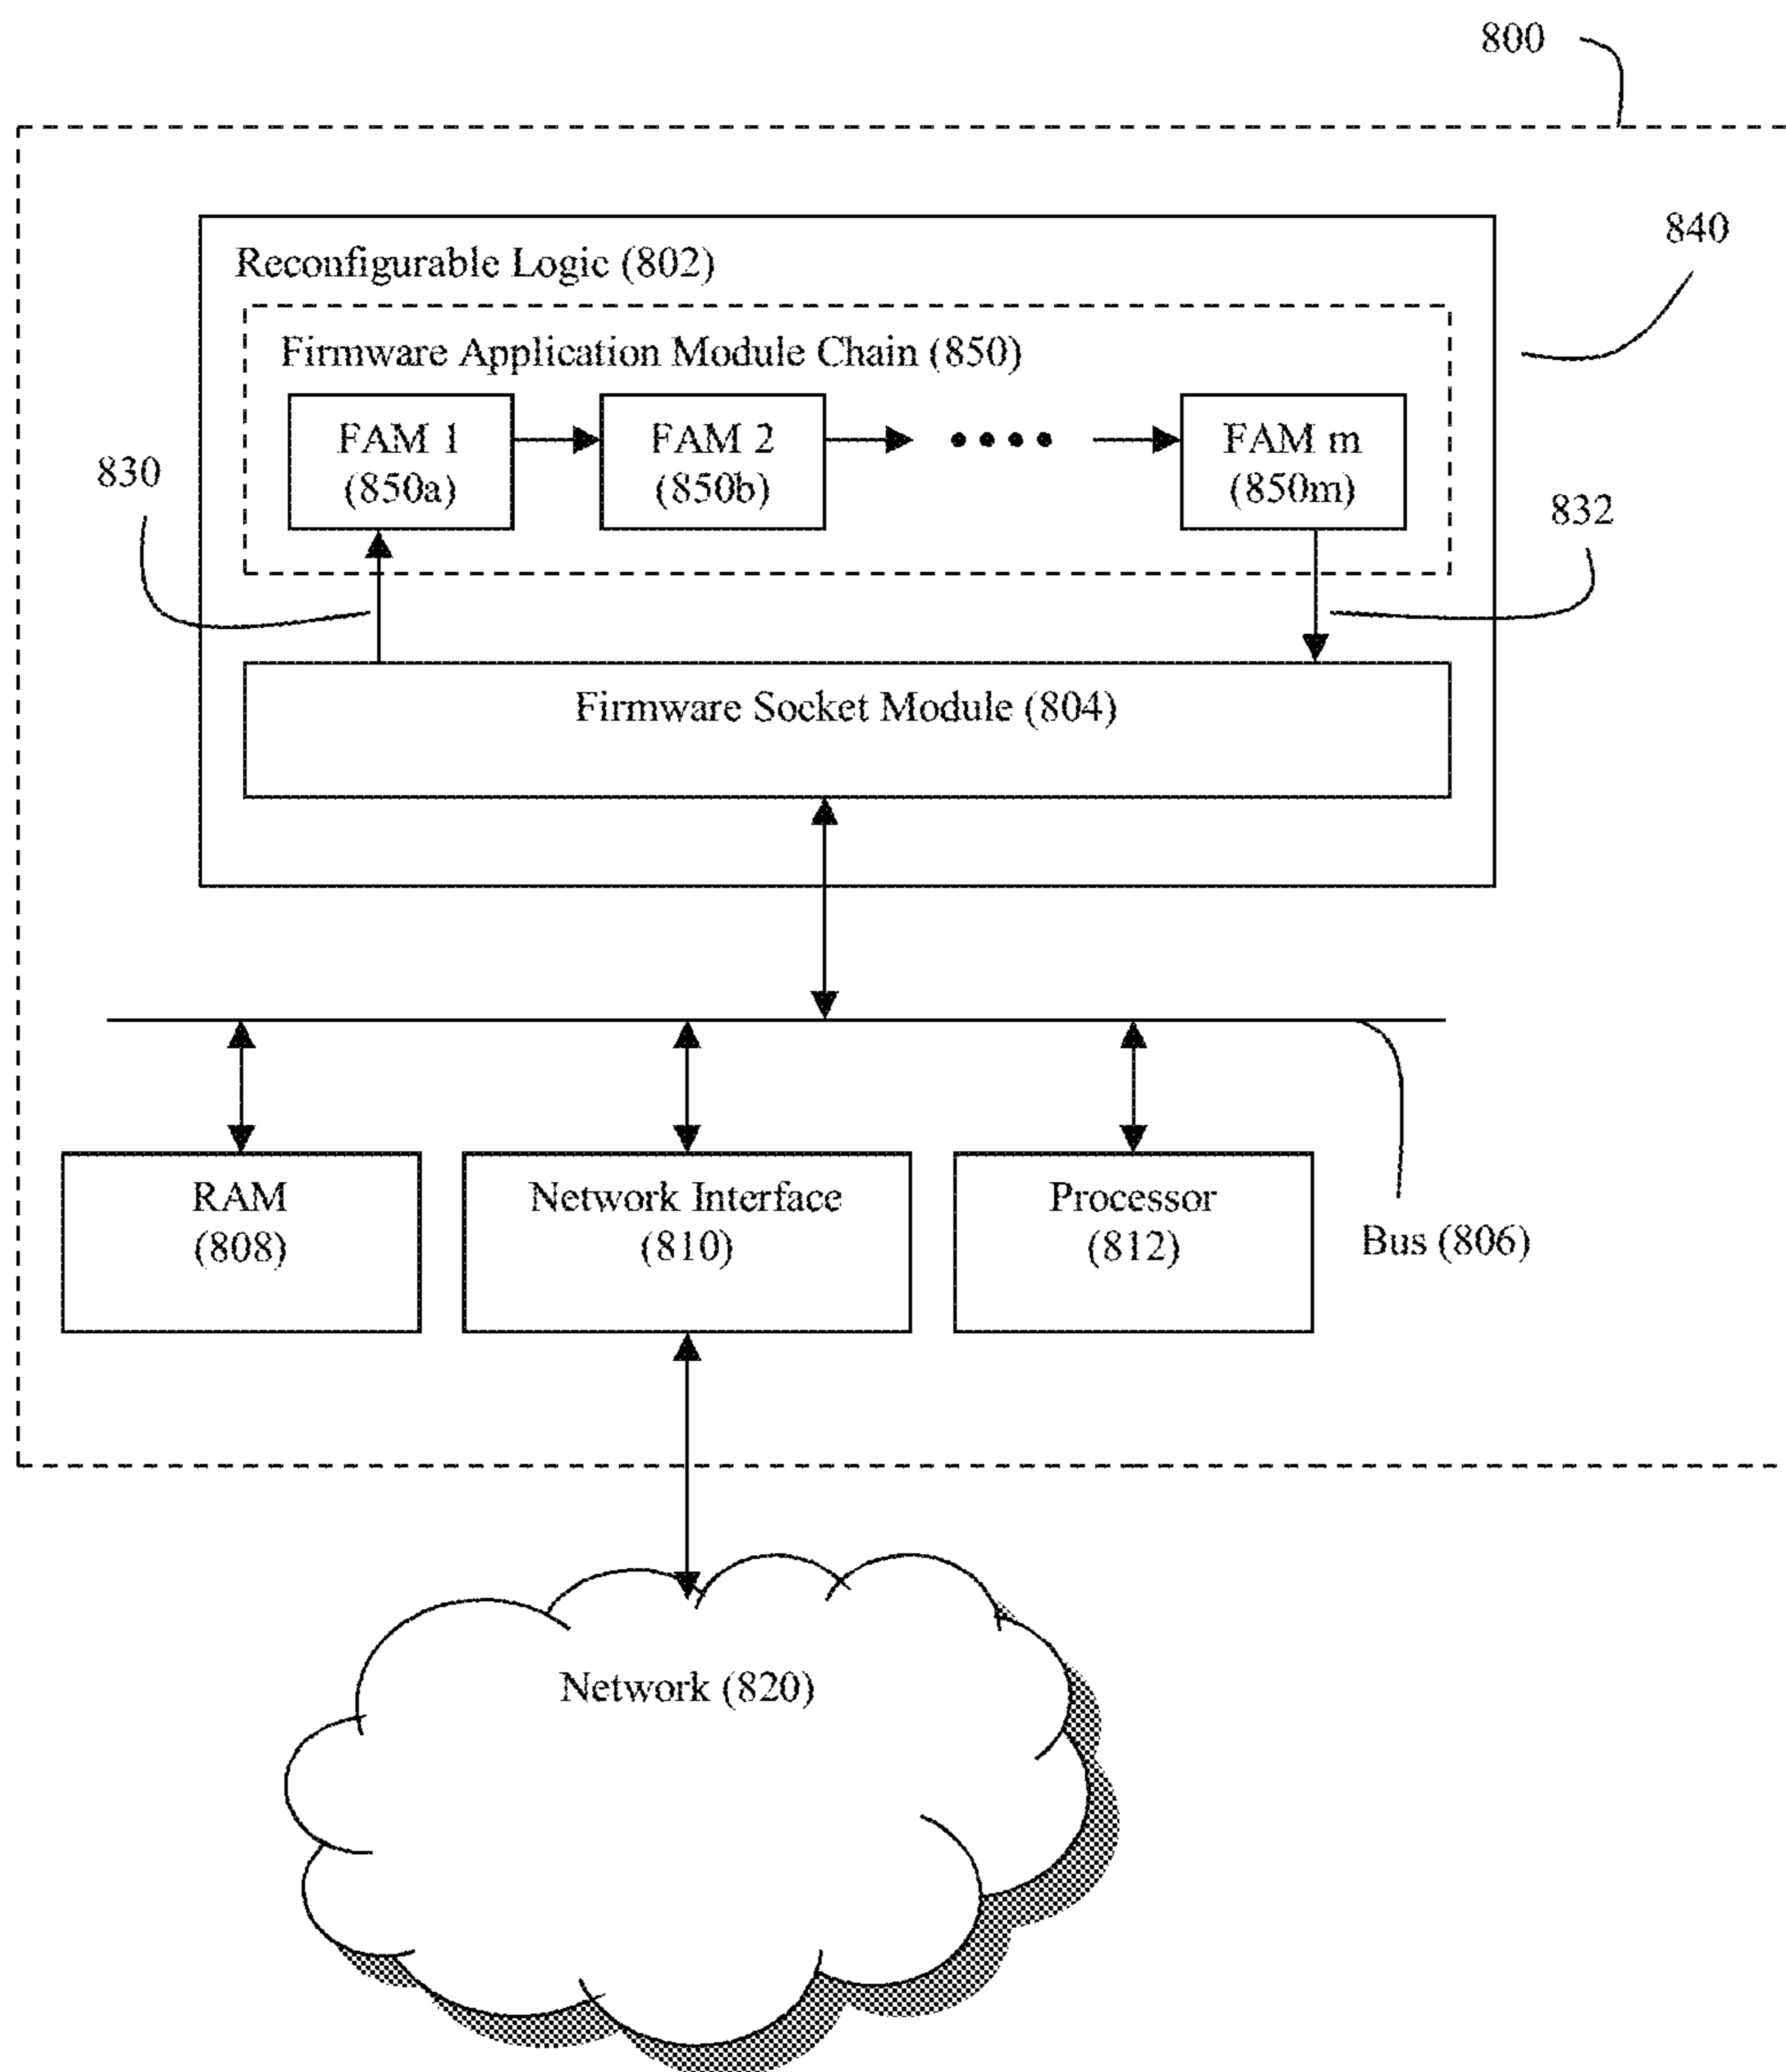 800
840
Reconfigurable Logic (802)
Firmware Application Module Chain (850)
FAM 1
(850a)
FAM 2
(850b)
FAM m
(850m)
830
832
Firmware Socket Module (804)
RAM
(808)
Network Interface
(810)
Processor
(812)
Bus (806)
Network (820)